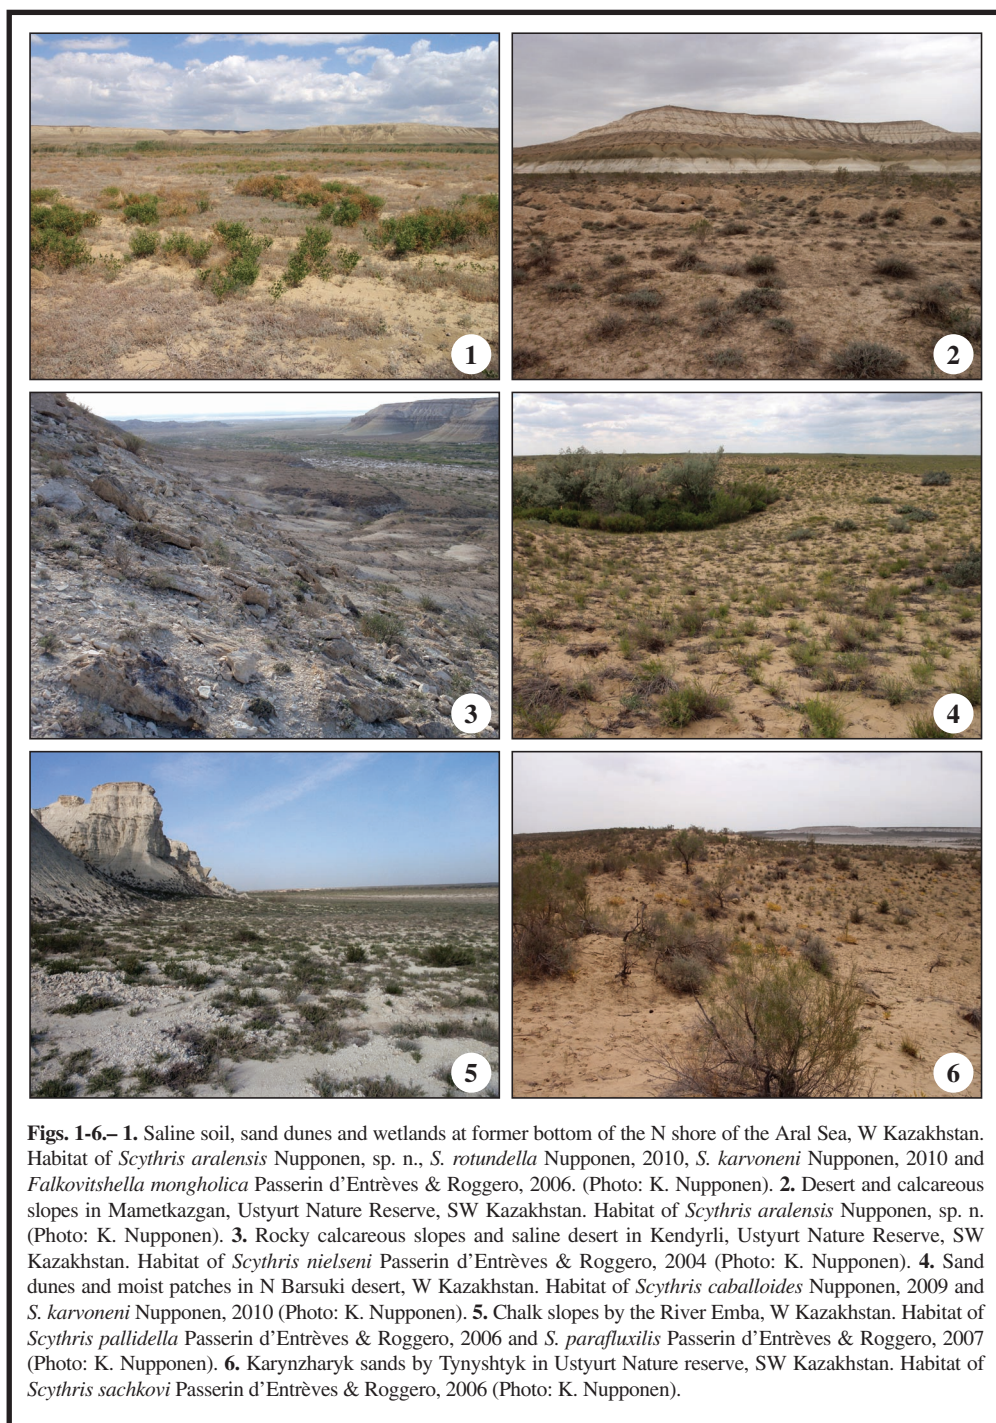 1
2
3
4
5
6
Figs. 1-6.– 1. Saline soil, sand dunes and wetlands at former bottom of the N shore of the Aral Sea, W Kazakhstan.
Habitat of Scythris aralensis Nupponen, sp. n., S. rotundella Nupponen, 2010, S. karvoneni Nupponen, 2010 and
Falkovitshella mongholica Passerin d'Entrèves & Roggero, 2006. (Photo: K. Nupponen). 2. Desert and calcareous
slopes in Mametkazgan, Ustyurt Nature Reserve, SW Kazakhstan. Habitat of Scythris aralensis Nupponen, sp. n.
(Photo: K. Nupponen). 3. Rocky calcareous slopes and saline desert in Kendyrli, Ustyurt Nature Reserve, SW
Kazakhstan. Habitat of Scythris nielseni Passerin d'Entrèves & Roggero, 2004 (Photo: K. Nupponen). 4. Sand
dunes and moist patches in N Barsuki desert, W Kazakhstan. Habitat of Scythris caballoides Nupponen, 2009 and
S. karvoneni Nupponen, 2010 (Photo: K. Nupponen). 5. Chalk slopes by the River Emba, W Kazakhstan. Habitat of
Scythris pallidella Passerin d'Entrèves & Roggero, 2006 and S. parafluxilis Passerin d'Entrèves & Roggero, 2007
(Photo: K. Nupponen). 6. Karynzharyk sands by Tynyshtyk in Ustyurt Nature reserve, SW Kazakhstan. Habitat of
Scythris sachkovi Passerin d'Entrèves & Roggero, 2006 (Photo: K. Nupponen).